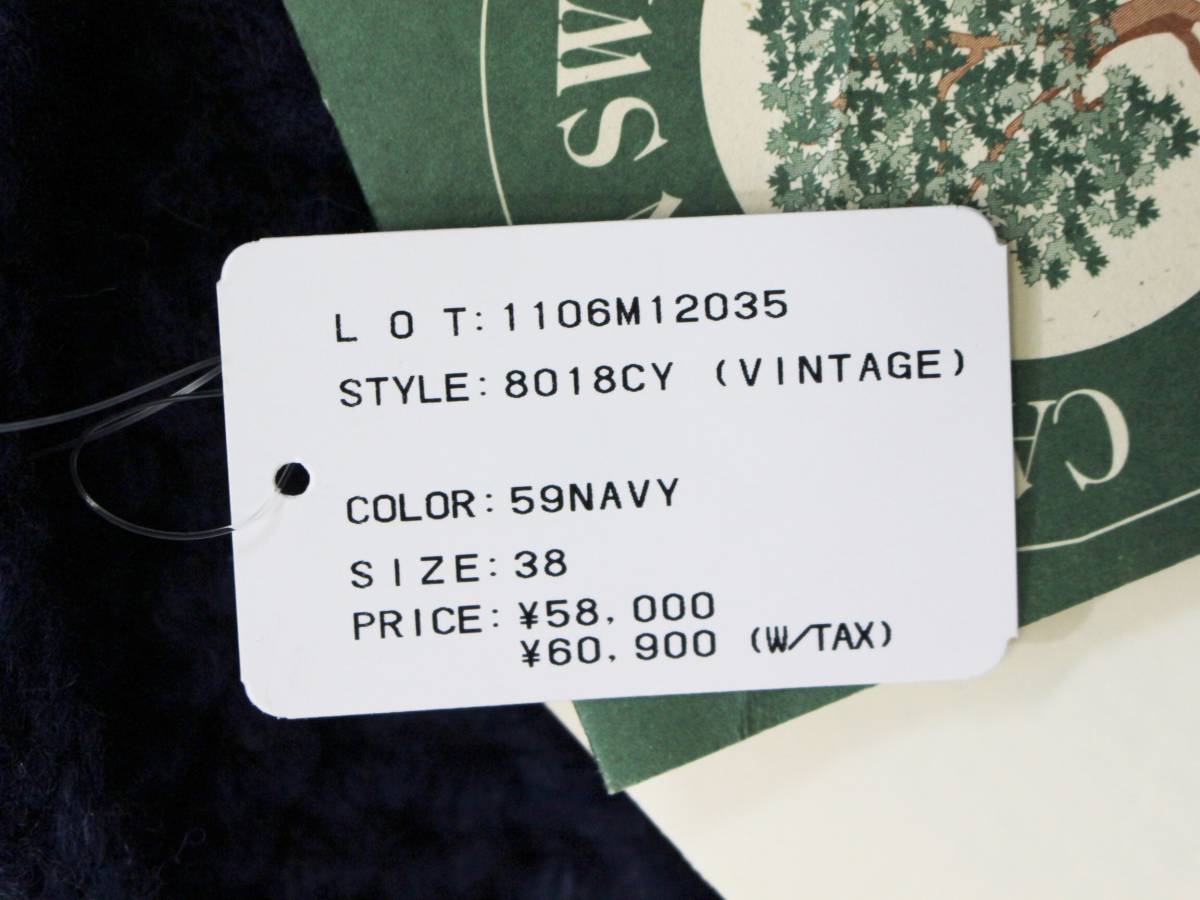 L O T: 1106M12035
STYLE: 8018CY (VINTAGE)
COLOR: 59NAVY
SIZE: 38
PRICE: ¥58,000
¥60,900 (W/TAX)